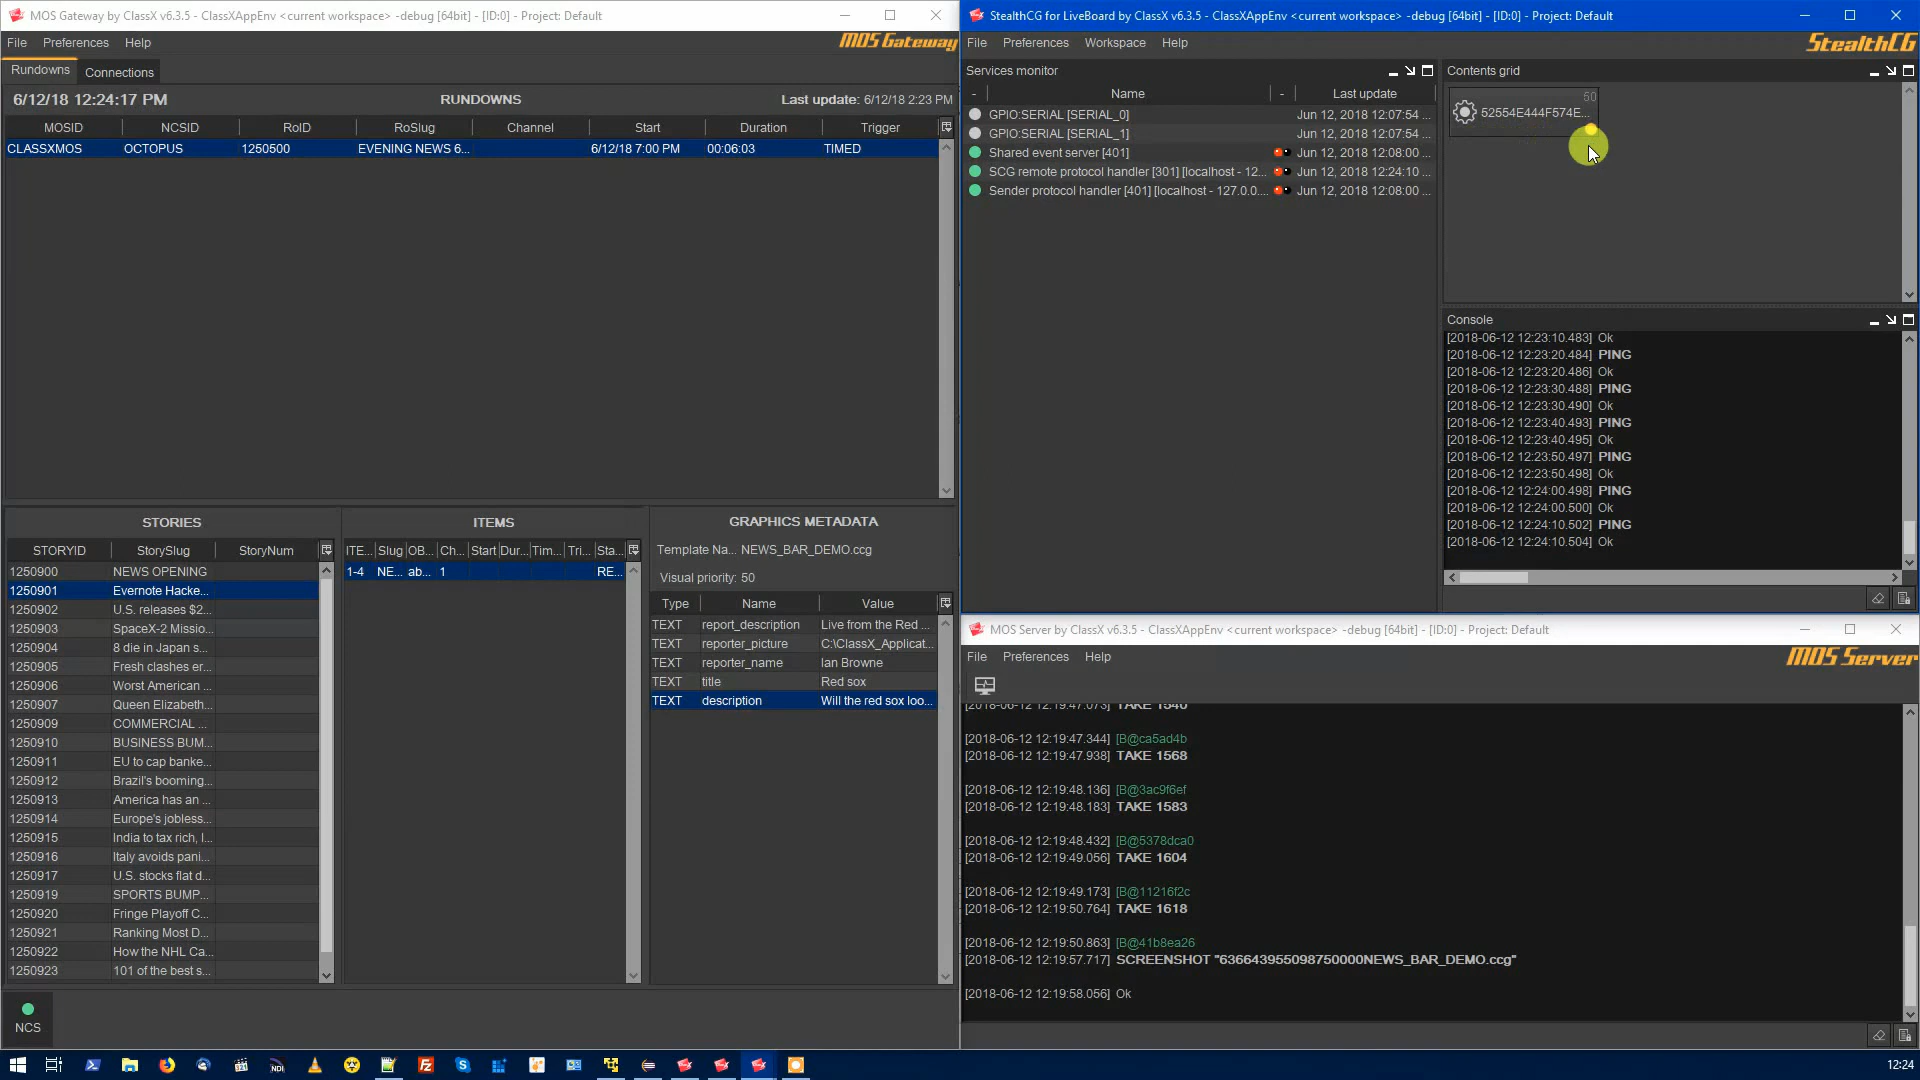 MOS Gateway by ClassX v6.3.5 - ClassXAppEnv <current workspace> -debug [64bit] - [ID:0] - Project: Default
File Preferences Help
MOS Gateway
Rundowns Connections
6/12/18 12:24:17 PM RUNDOWNS Last update: 6/12/18 2:23 PM
MOSID NCSID RoID RoSlug Channel Start Duration Trigger
CLASSXMOS OCTOPUS 1250500 EVENING NEWS 6... 6/12/18 7:00 PM 00:06:03 TIMED
STORIES
STORYID StorySlug StoryNum
1250900 NEWS OPENING
1250901 Evernote Hacke...
1250902 U.S. releases $2...
1250903 SpaceX-2 Missio...
1250904 8 die in Japan s...
1250905 Fresh clashes er...
1250906 Worst American ...
1250907 Queen Elizabeth...
1250909 COMMERCIAL ...
1250910 BUSINESS BUM...
1250911 EU to cap banke...
1250912 Brazil's booming...
1250913 America has an ...
1250914 Europe's jobless...
1250915 India to tax rich, I...
1250916 Italy avoids pani...
1250917 U.S. stocks flat d...
1250919 SPORTS BUMP...
1250920 Fringe Playoff C...
1250921 Ranking Most D...
1250922 How the NHL Ca...
1250923 101 of the best s...
ITEMS
ITE... Slug OB... Ch... Start Dur... Tim... Tri... Sta...
1-4 NE... ab... 1 RE...
GRAPHICS METADATA
Template Na... NEWS_BAR_DEMO.ccg
Visual priority: 50
Type Name Value
TEXT report_description Live from the Red ...
TEXT reporter_picture C:\ClassX_Applicat...
TEXT reporter_name Ian Browne
TEXT title Red sox
TEXT description Will the red sox loo...
NCS
StealthCG for LiveBoard by ClassX v6.3.5 - ClassXAppEnv <current workspace> -debug [64bit] - [ID:0] - Project: Default
File Preferences Workspace Help
StealthCG
Services monitor
- Name - Last update
GPIO:SERIAL [SERIAL_0] Jun 12, 2018 12:07:54 ...
GPIO:SERIAL [SERIAL_1] Jun 12, 2018 12:07:54 ...
Shared event server [401] Jun 12, 2018 12:08:00 ...
SCG remote protocol handler [301] [localhost - 12... Jun 12, 2018 12:24:10 ...
Sender protocol handler [401] [localhost - 127.0.0.... Jun 12, 2018 12:08:00 ...
Contents grid
50
52554E444F574E...
Console
[2018-06-12 12:23:10.483] Ok
[2018-06-12 12:23:20.484] PING
[2018-06-12 12:23:20.486] Ok
[2018-06-12 12:23:30.488] PING
[2018-06-12 12:23:30.490] Ok
[2018-06-12 12:23:40.493] PING
[2018-06-12 12:23:40.495] Ok
[2018-06-12 12:23:50.497] PING
[2018-06-12 12:23:50.498] Ok
[2018-06-12 12:24:00.498] PING
[2018-06-12 12:24:00.500] Ok
[2018-06-12 12:24:10.502] PING
[2018-06-12 12:24:10.504] Ok
MOS Server by ClassX v6.3.5 - ClassXAppEnv <current workspace> -debug [64bit] - [ID:0] - Project: Default
File Preferences Help
MOS Server
[2018-06-12 12:19:47.073] TAKE 1540
[2018-06-12 12:19:47.344] [B@ca5ad4b
[2018-06-12 12:19:47.938] TAKE 1568
[2018-06-12 12:19:48.136] [B@3ac9f6ef
[2018-06-12 12:19:48.183] TAKE 1583
[2018-06-12 12:19:48.432] [B@5378dca0
[2018-06-12 12:19:49.056] TAKE 1604
[2018-06-12 12:19:49.173] [B@11216f2c
[2018-06-12 12:19:50.764] TAKE 1618
[2018-06-12 12:19:50.863] [B@41b8ea26
[2018-06-12 12:19:57.717] SCREENSHOT "636643955098750000NEWS_BAR_DEMO.ccg"
[2018-06-12 12:19:58.056] Ok
NDI
12:24